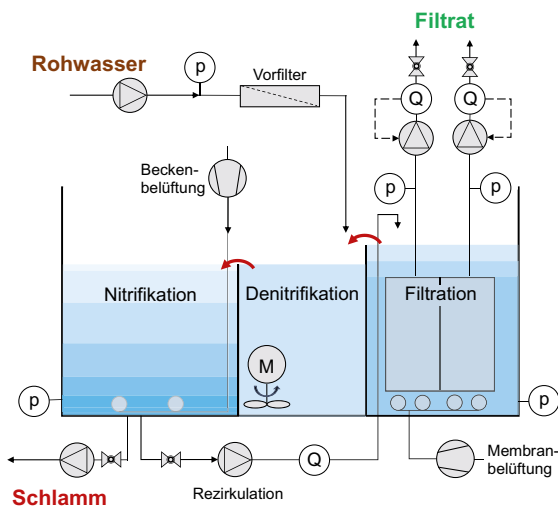 Filtrat
Rohwasser
p
Vorfilter
Q
Q
Becken-
belüftung
p
p
Nitrifikation
Denitrifikation
Filtration
M
p
p
Q
Membran-
belüftung
Schlamm
Rezirkulation